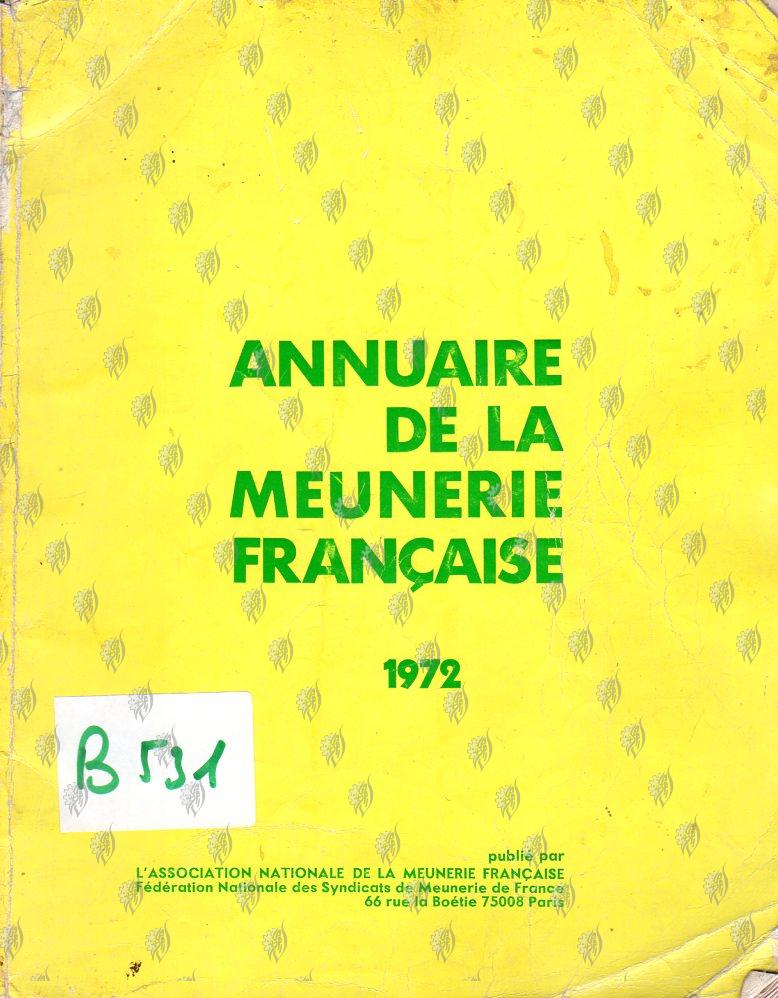 ANNUAIRE
DE LA
MEUNERIE
FRANÇAISE
1972
B 531
publié par
L'ASSOCIATION NATIONALE DE LA MEUNERIE FRANÇAISE
Fédération Nationale des Syndicats de Meunerie de France
66 rue la Boétie 75008 Paris